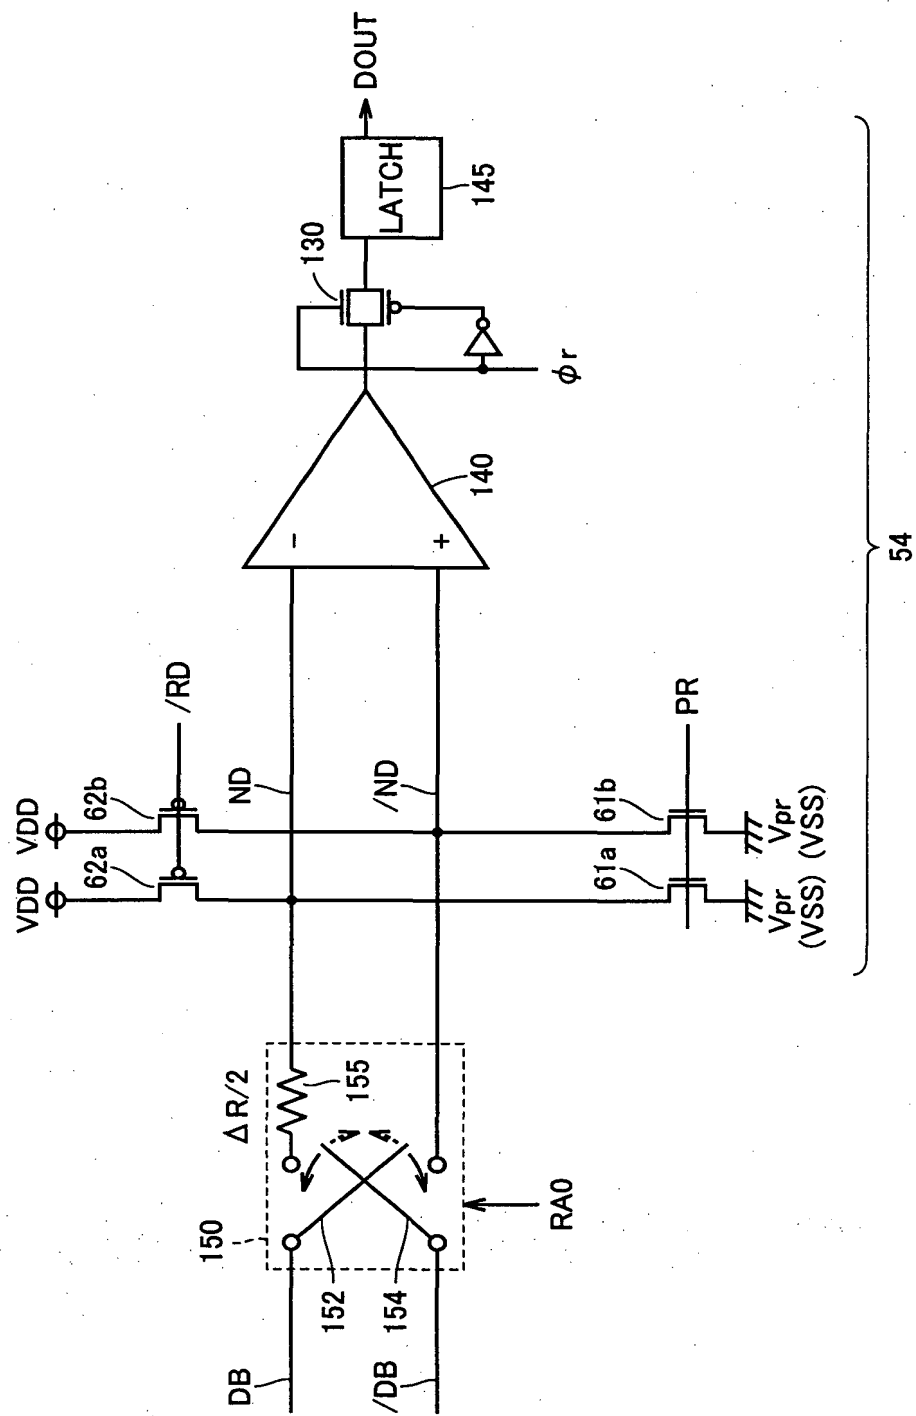 DB
/DB
150
152
154
RA0
ΔR/2
155
VDD
VDD
62a
62b
/RD
ND
/ND
61a
61b
PR
Vpr
(VSS)
Vpr
(VSS)
-
+
140
130
φr
LATCH
145
DOUT
54